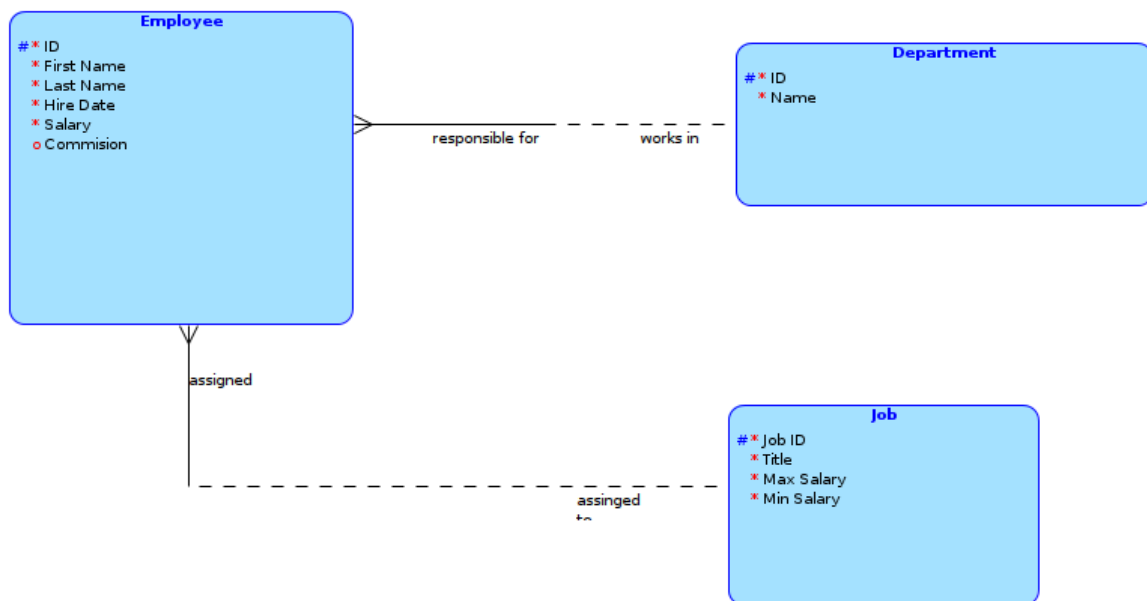 Employee
#* ID
* First Name
* Last Name
* Hire Date
* Salary
o Commision
Department
#* ID
* Name
responsible for
works in
assigned
Job
#* Job ID
* Title
* Max Salary
* Min Salary
assinged
to